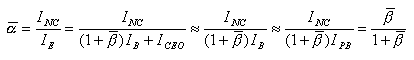 ᾱ = I_NC / I_E = I_NC / ((1+β̄)I_B + I_CEO) ≈ I_NC / ((1+β̄)I_B) ≈ I_NC / ((1+β̄)I_PB) = β̄ / (1+β̄)